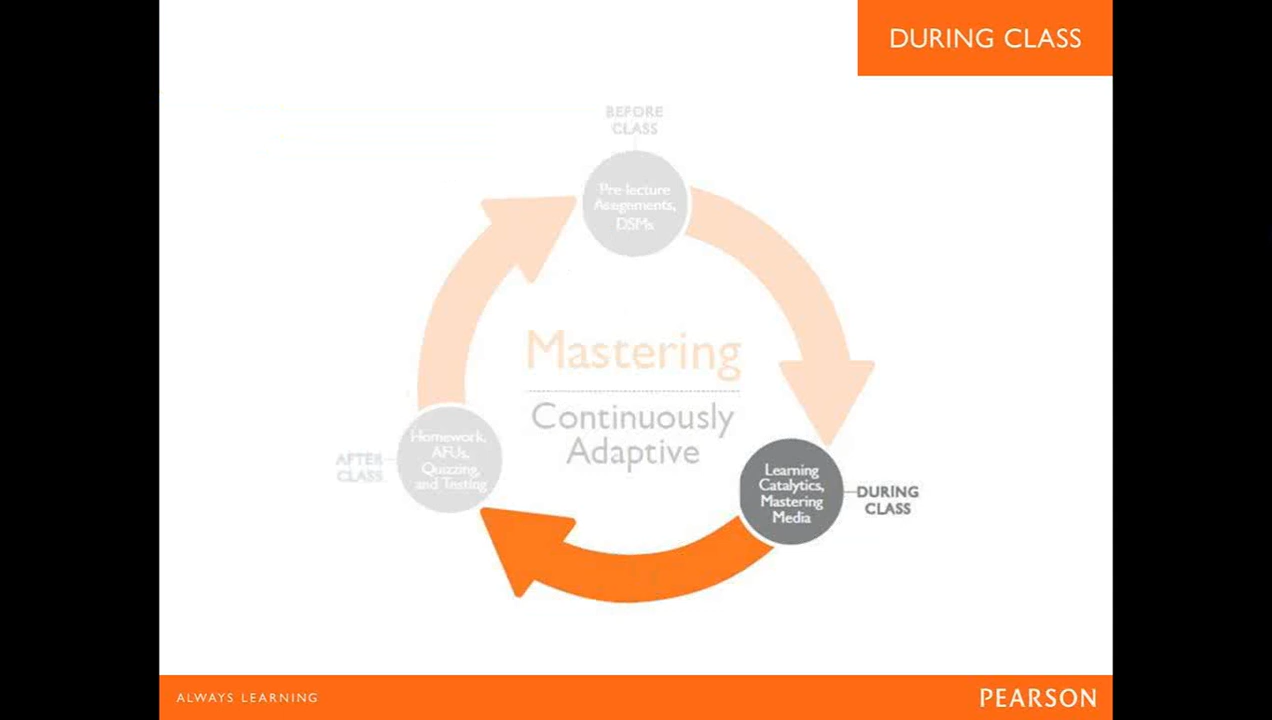 DURING CLASS
BEFORE
CLASS
Pre lecture
Assignments,
DSMs
Mastering
Continuously
Adaptive
AFTER
CLASS
Homework,
AFUs,
Quizzing,
and Testing
Learning
Catalytics,
Mastering
Media
DURING
CLASS
ALWAYS LEARNING
PEARSON